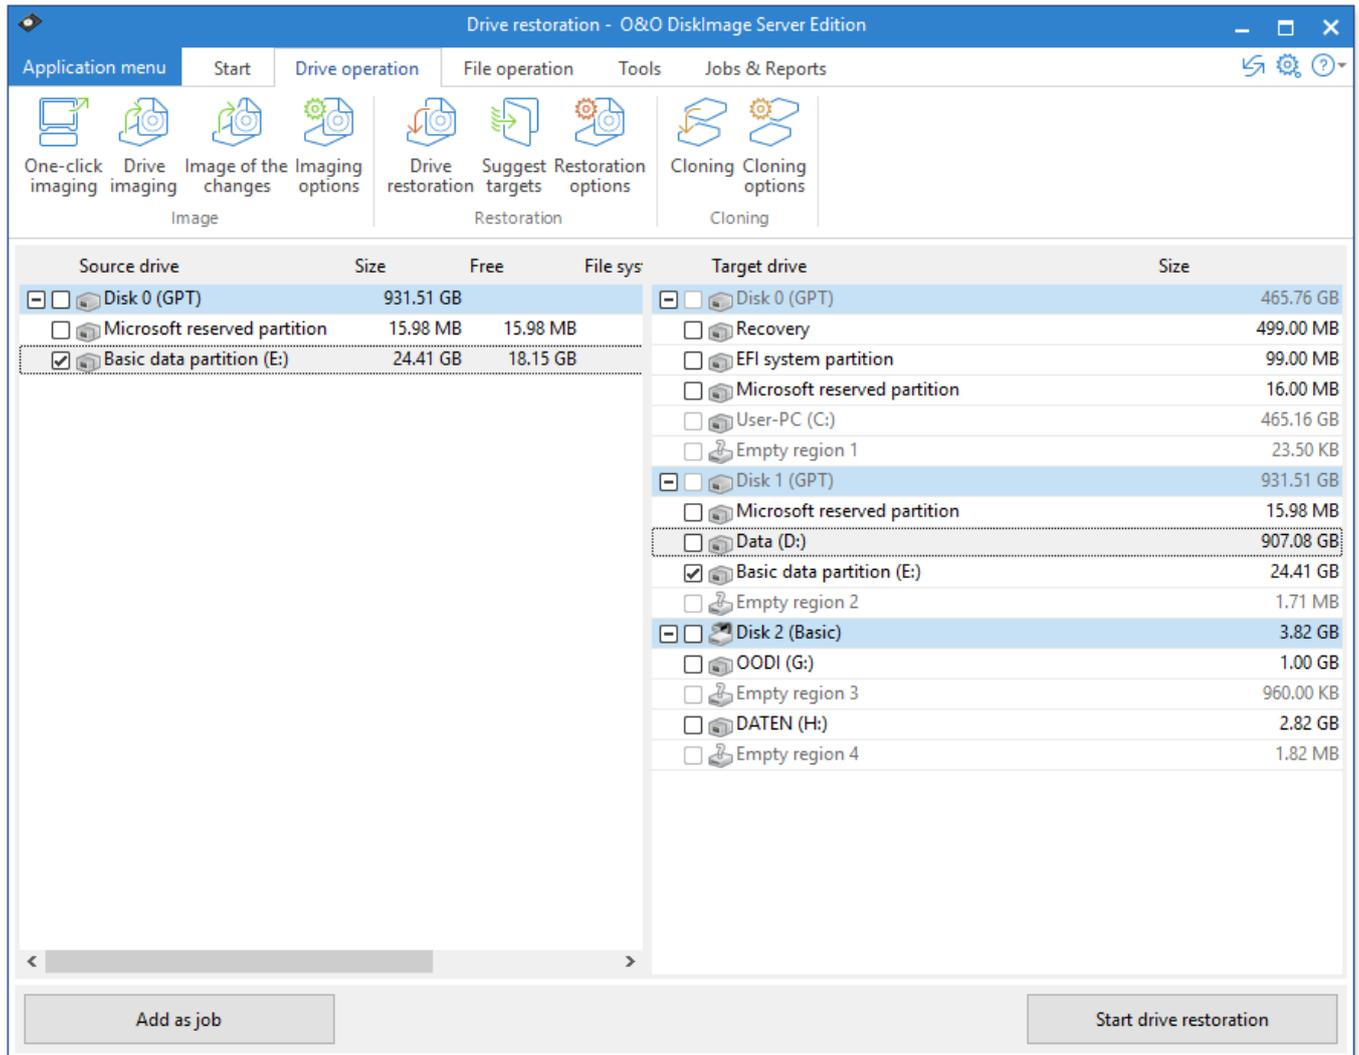 Drive restoration - O&O DiskImage Server Edition
Application menu Start Drive operation File operation Tools Jobs & Reports
One-click imaging
Drive imaging
Image of the changes
Imaging options
Drive restoration
Suggest targets
Restoration options
Cloning
Cloning options
Image Restoration Cloning
Source drive Size Free File sys
Disk 0 (GPT) 931.51 GB
Microsoft reserved partition 15.98 MB 15.98 MB
Basic data partition (E:) 24.41 GB 18.15 GB
Target drive Size
Disk 0 (GPT) 465.76 GB
Recovery 499.00 MB
EFI system partition 99.00 MB
Microsoft reserved partition 16.00 MB
User-PC (C:) 465.16 GB
Empty region 1 23.50 KB
Disk 1 (GPT) 931.51 GB
Microsoft reserved partition 15.98 MB
Data (D:) 907.08 GB
Basic data partition (E:) 24.41 GB
Empty region 2 1.71 MB
Disk 2 (Basic) 3.82 GB
OODI (G:) 1.00 GB
Empty region 3 960.00 KB
DATEN (H:) 2.82 GB
Empty region 4 1.82 MB
Add as job Start drive restoration